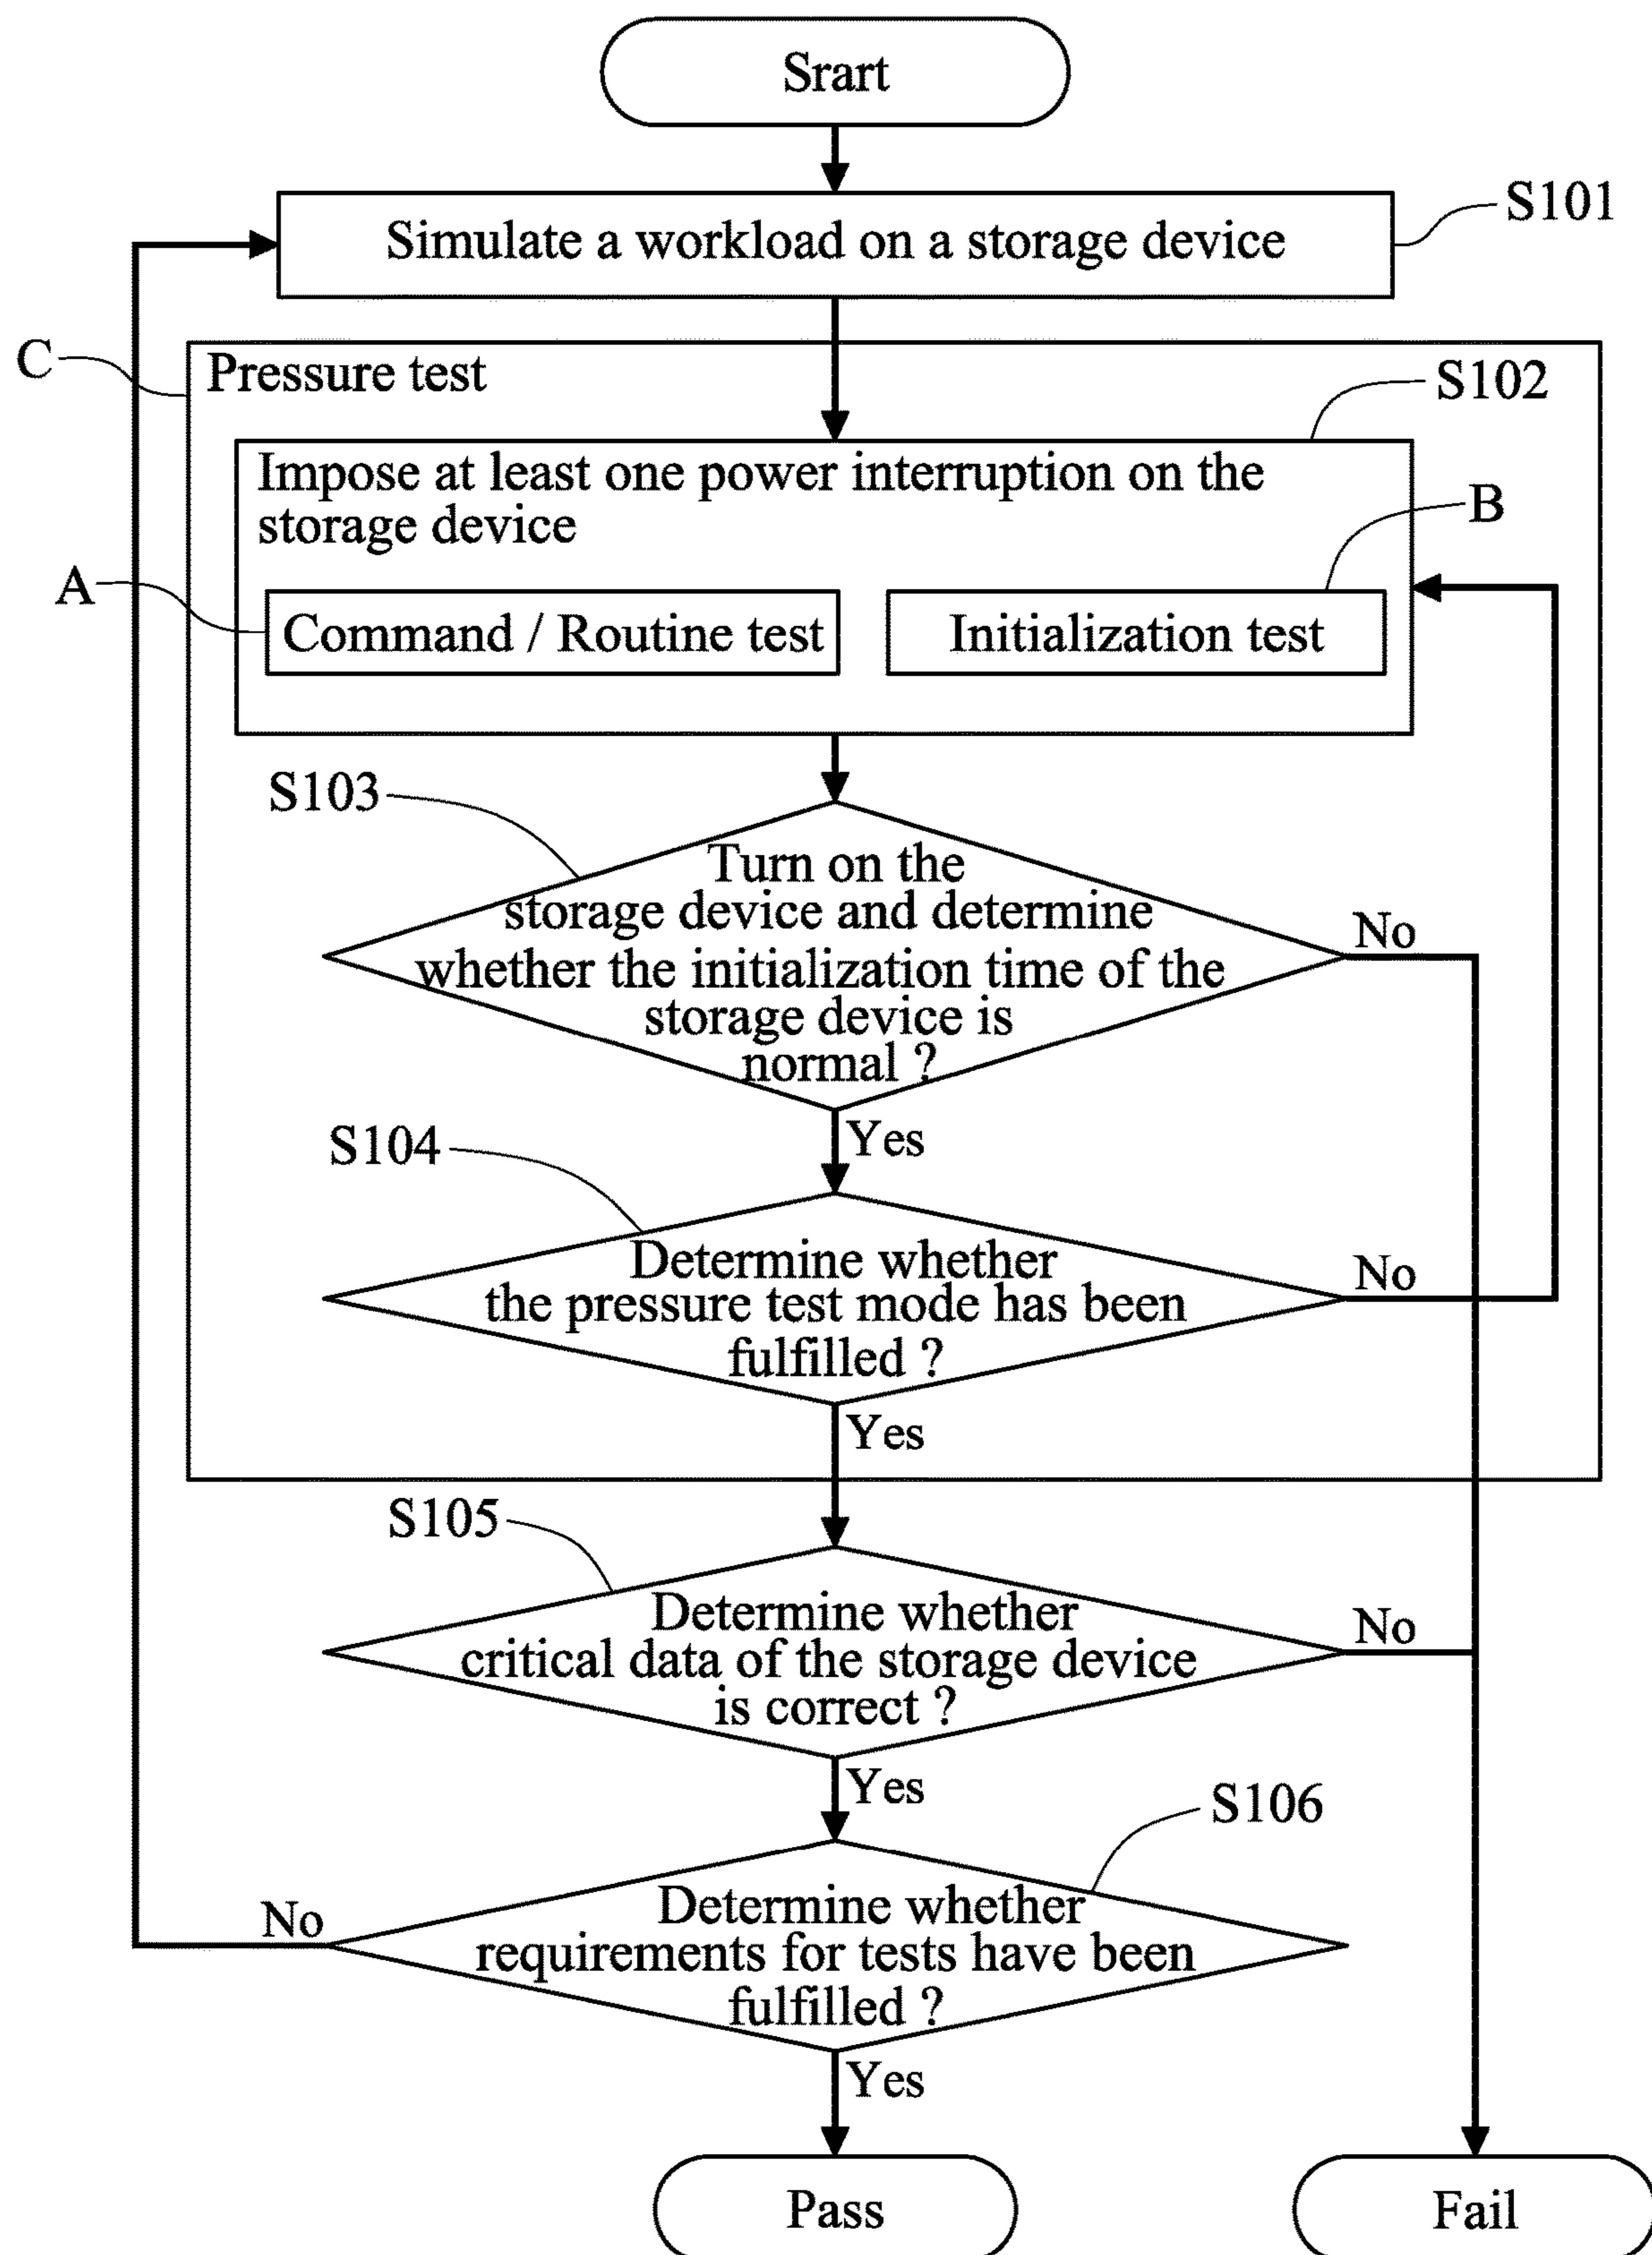 Srart
Simulate a workload on a storage device
S101
C
Pressure test
S102
Impose at least one power interruption on the
storage device
B
A
Command / Routine test
Initialization test
S103
Turn on the
storage device and determine
whether the initialization time of the
storage device is
normal ?
No
Yes
S104
Determine whether
the pressure test mode has been
fulfilled ?
No
Yes
S105
Determine whether
critical data of the storage device
is correct ?
No
Yes
S106
Determine whether
requirements for tests have been
fulfilled ?
No
Yes
Pass
Fail